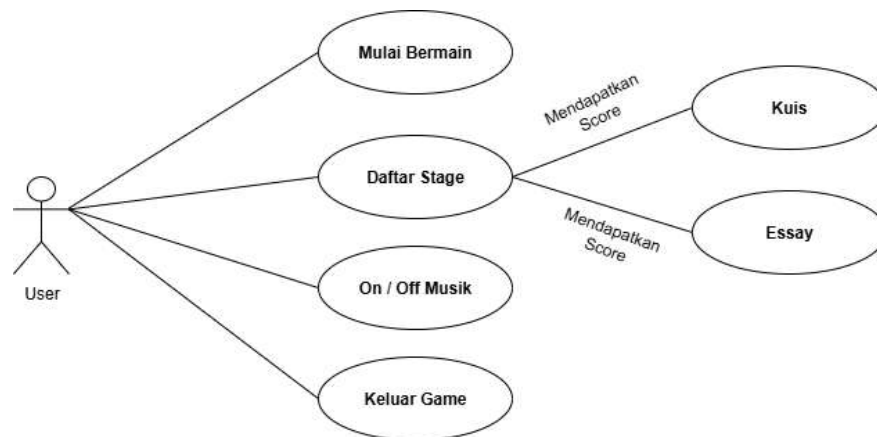 Mulai Bermain
Mendapatkan
Score
Kuis
Daftar Stage
Mendapatkan
Score
Essay
User
On / Off Musik
Keluar Game